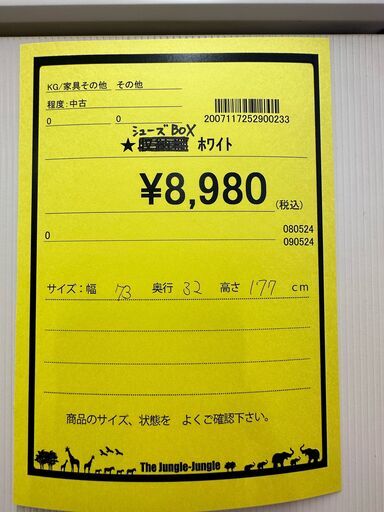 KG/家具その他 その他
程度:中古
0 0
2007117252900233
シューズBOX
★ ホワイト
¥8,980 (税込)
0
080524
090524
サイズ:幅 73 奥行 32 高さ 177 cm
商品のサイズ、状態を よくご確認下さい。
The Jungle-Jungle